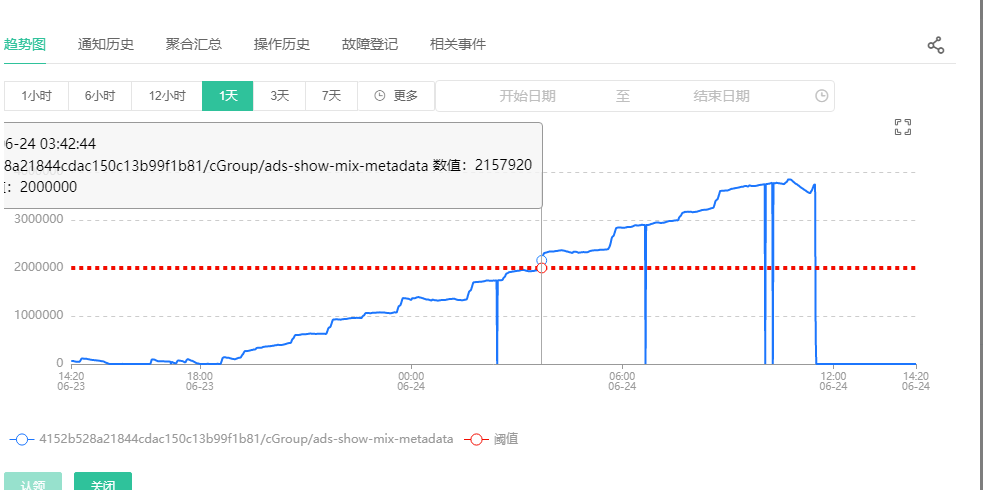 趋势图 通知历史 聚合汇总 操作历史 故障登记 相关事件
1小时 6小时 12小时 1天 3天 7天 更多 开始日期 至 结束日期
6-24 03:42:44
8a21844cdac150c13b99f1b81/cGroup/ads-show-mix-metadata 数值：2157920
值：2000000
3000000
2000000
1000000
0
14:20 18:00 00:00 06:00 12:00 14:20
06-23 06-23 06-24 06-24 06-24 06-24
4152b528a21844cdac150c13b99f1b81/cGroup/ads-show-mix-metadata 阈值
认领 关闭